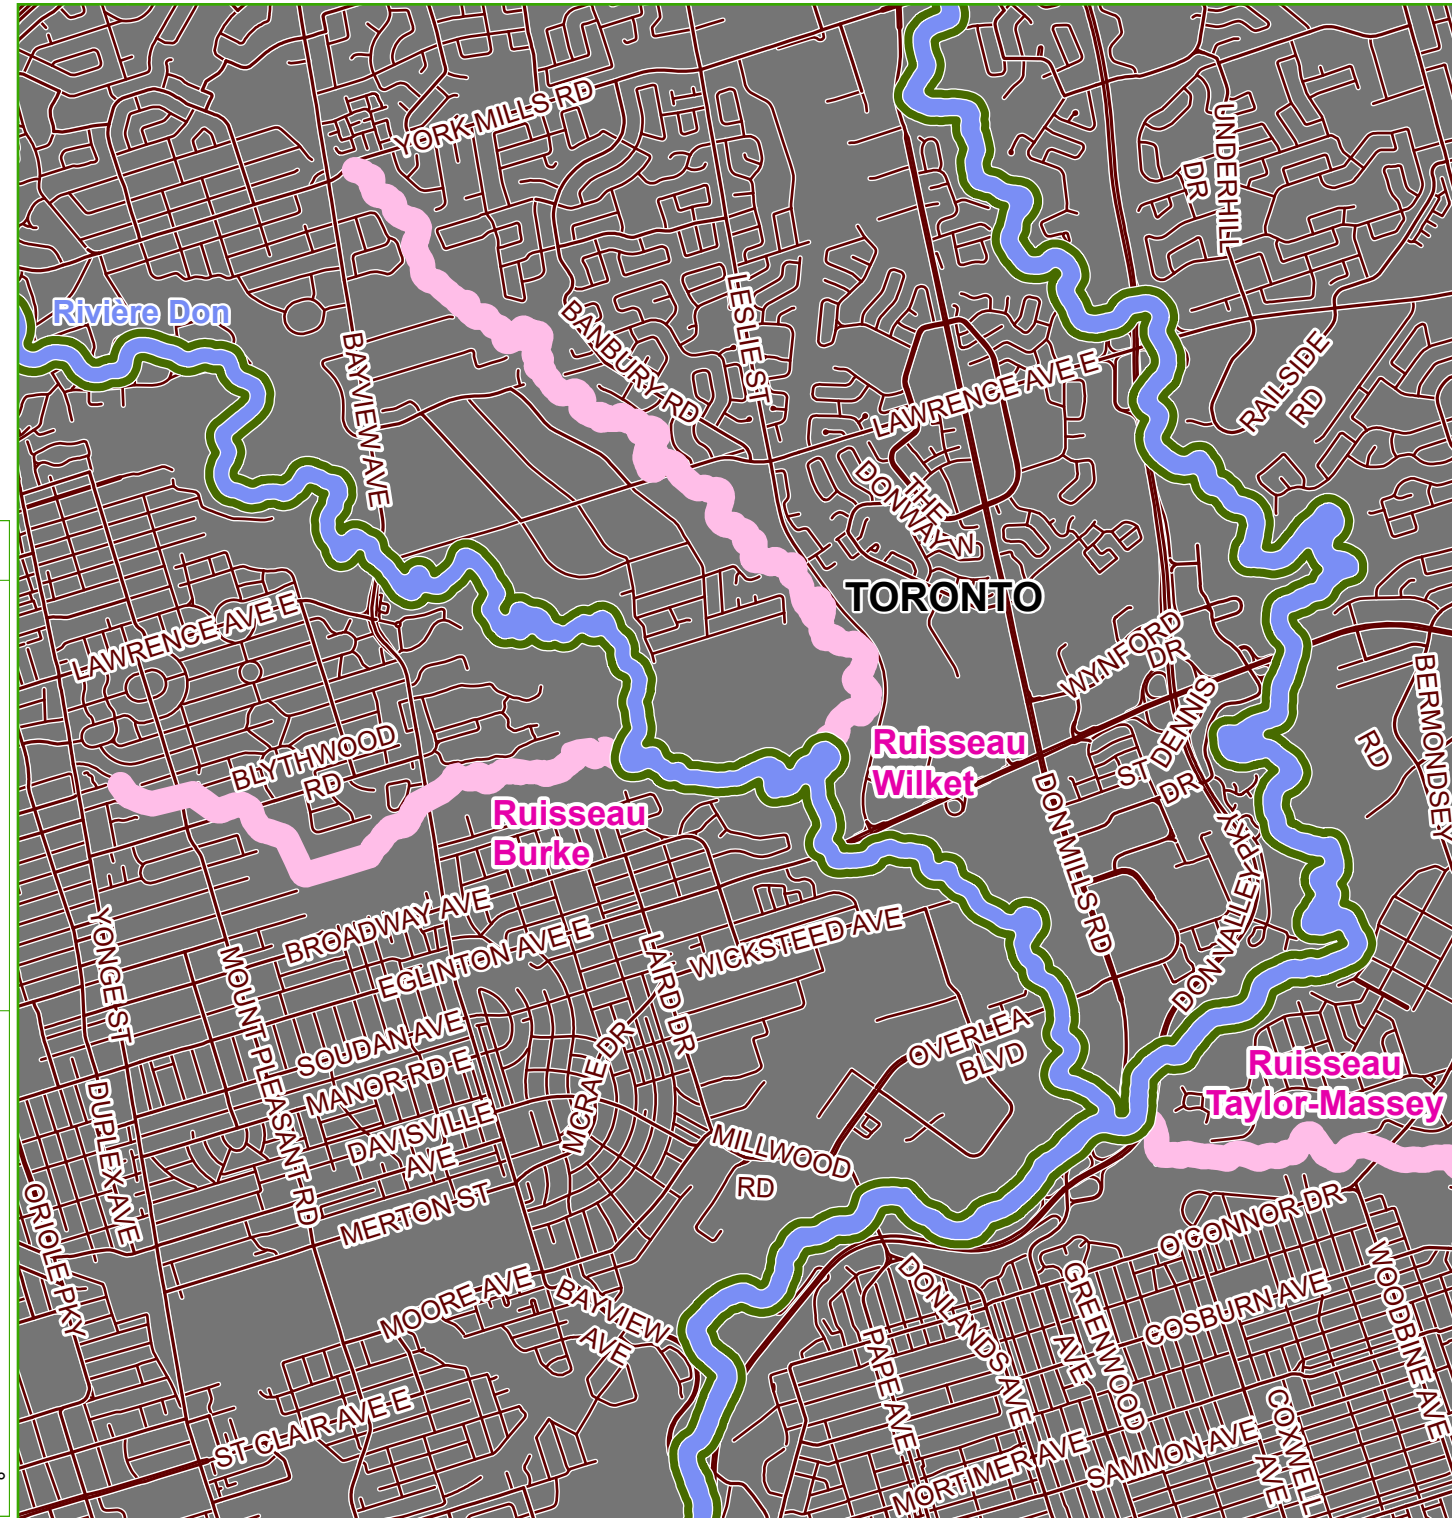 YORK MILLS RD
UNDERHILL
DR
Rivière Don
BAYVIEW AVE
BANBURY RD
LESLIE ST
LAWRENCE AVE E
RAILSIDE
RD
THE
DONWAY W
TORONTO
LAWRENCE AVE E
WYNFORD
DR
BERMONDSEY
RD
ST DENNIS
DR
BLYTHWOOD
RD
Ruisseau
Wilket
Ruisseau
Burke
DON MILLS RD
DON VALLEY PKY
YONGE ST
MOUNT PLEASANT RD
BROADWAY AVE
EGLINTON AVE E
LAIRD DR
WICKSTEED AVE
SOUDAN AVE
MANOR RD E
MCRAE DR
OVERLEA
BLVD
Ruisseau
Taylor-Massey
DUPLEX AVE
DAVISVILLE
AVE
MILLWOOD
RD
ORIOLE PKY
MERTON ST
O'CONNOR DR
MOORE AVE
BAYVIEW
AVE
DONLANDS AVE
GREENWOOD
AVE
COSBURN AVE
WOODBINE AVE
PAPE AVE
ST CLAIR AVE E
MORTIMER AVE
SAMMON AVE
COXWELL
AVE